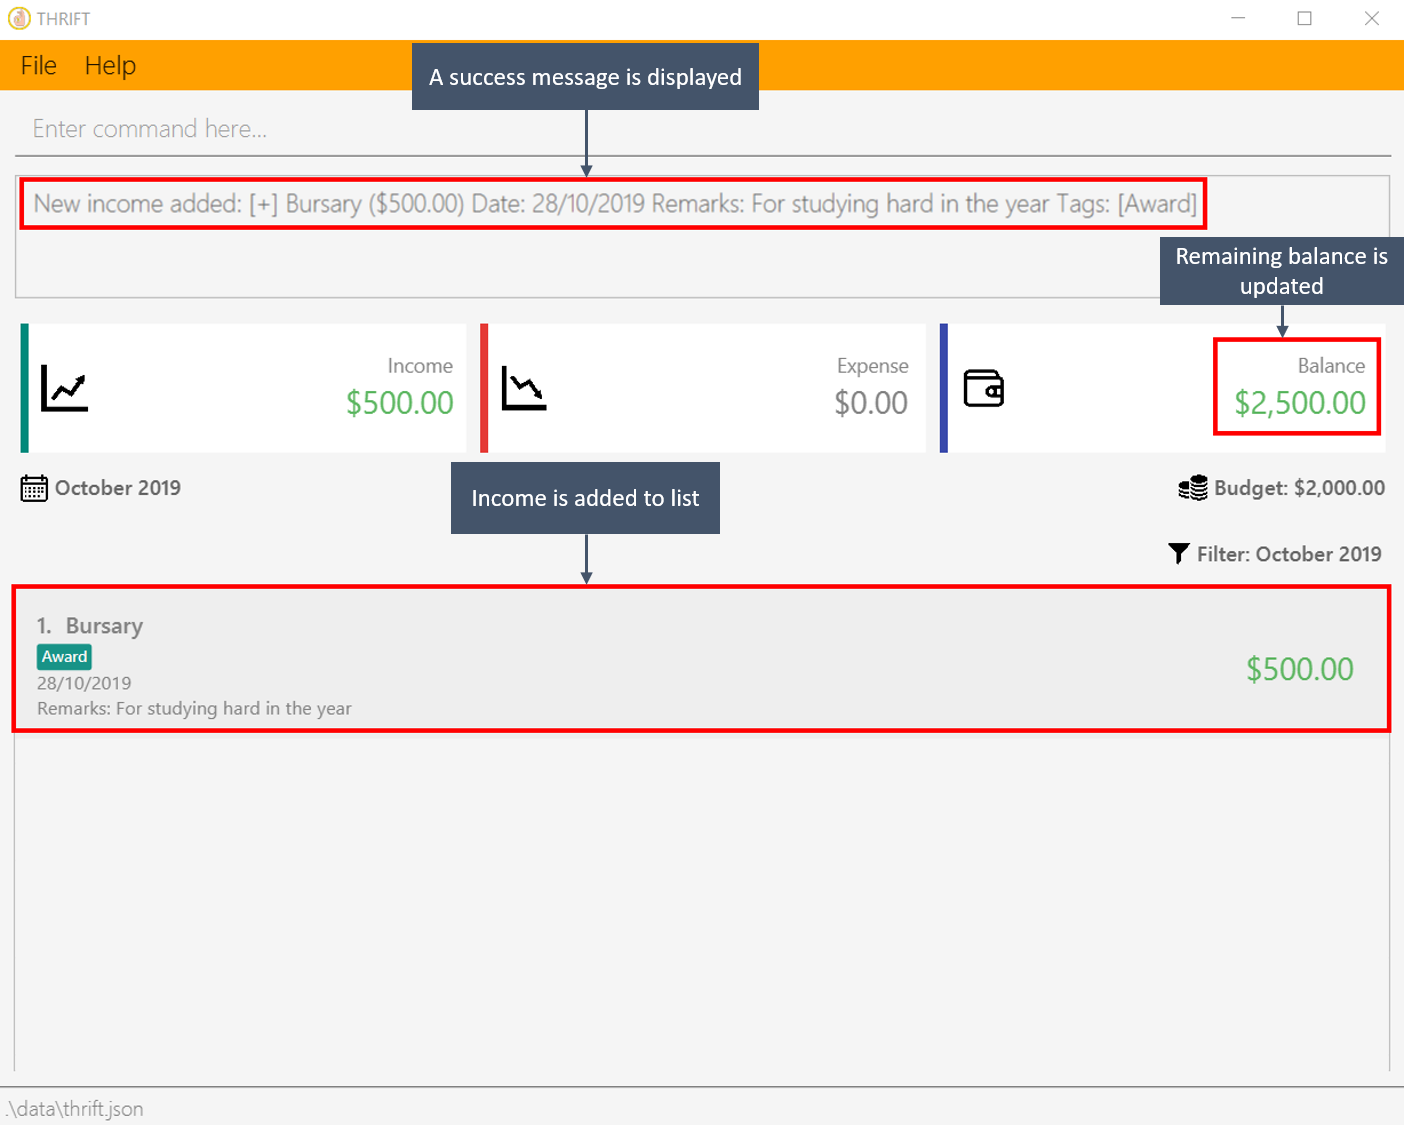 THRIFT
File Help
A success message is displayed
Enter command here...
New income added: [+] Bursary ($500.00) Date: 28/10/2019 Remarks: For studying hard in the year Tags: [Award]
Remaining balance is
updated
Income
$500.00
Expense
$0.00
Balance
$2,500.00
October 2019
Income is added to list
Budget: $2,000.00
Filter: October 2019
1. Bursary
Award
28/10/2019
Remarks: For studying hard in the year
$500.00
.\data\thrift.json